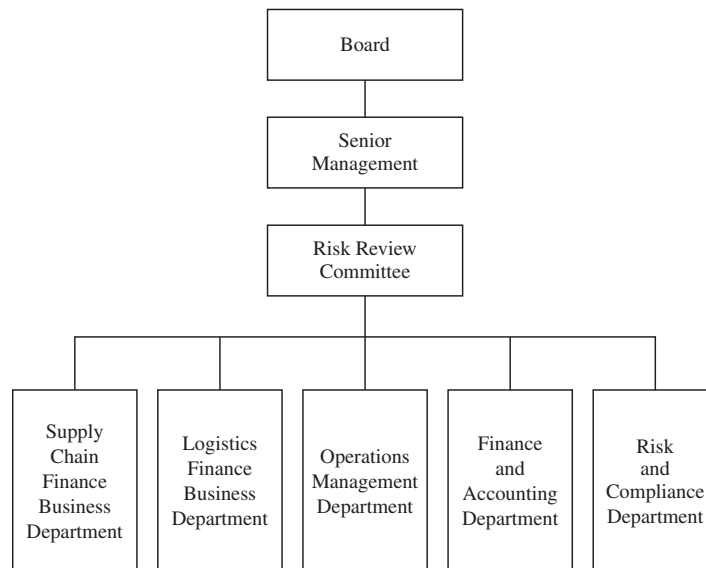 Board
Senior
Management
Risk Review
Committee
Supply
Chain
Finance
Business
Department
Logistics
Finance
Business
Department
Operations
Management
Department
Finance
and
Accounting
Department
Risk
and
Compliance
Department